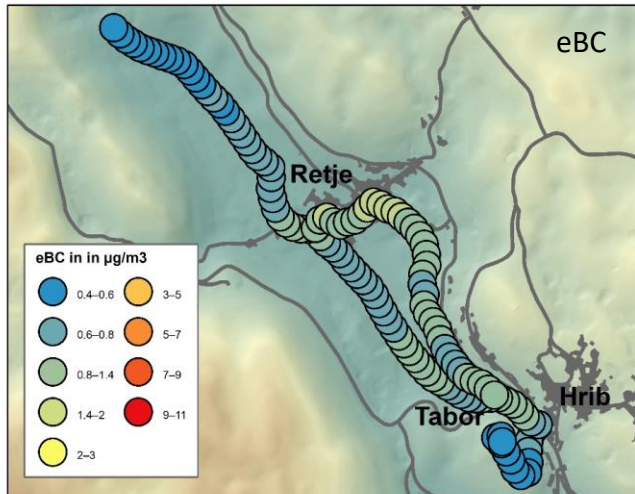 eBC
Retje
eBC in in µg/m3
0.4–0.6
3–5
0.6–0.8
5–7
0.8–1.4
7–9
1.4–2
9–11
2–3
Hrib
Tabor